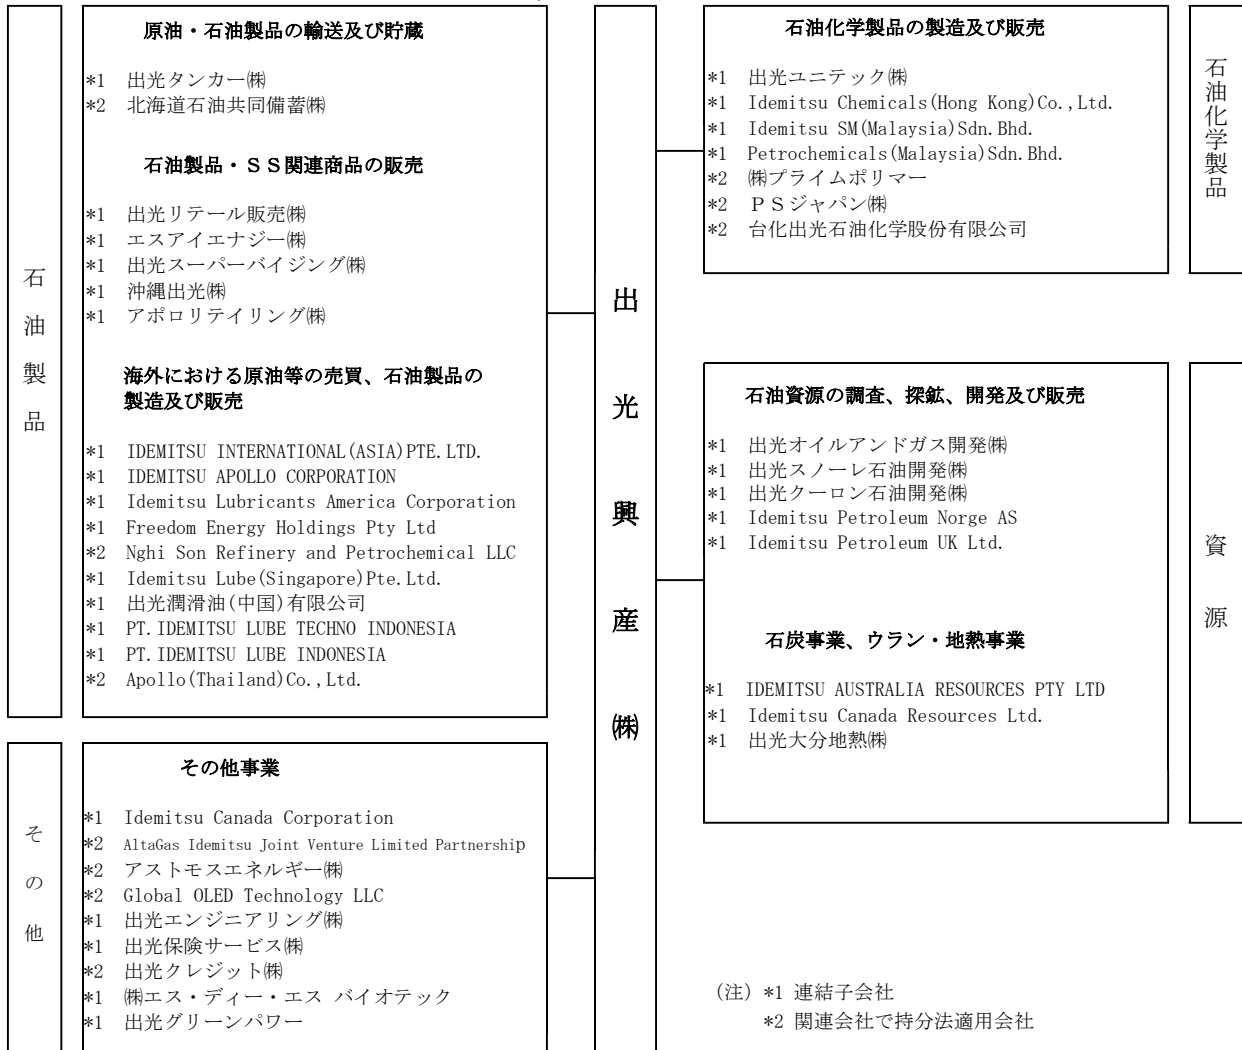 石油製品
原油・石油製品の輸送及び貯蔵
*1 出光タンカー㈱
*2 北海道石油共同備蓄㈱
石油製品・ＳＳ関連商品の販売
*1 出光リテール販売㈱
*1 エスアイエナジー㈱
*1 出光スーパーバイジング㈱
*1 沖縄出光㈱
*1 アポロリテイリング㈱
海外における原油等の売買、石油製品の
製造及び販売
*1 IDEMITSU INTERNATIONAL(ASIA)PTE.LTD.
*1 IDEMITSU APOLLO CORPORATION
*1 Idemitsu Lubricants America Corporation
*1 Freedom Energy Holdings Pty Ltd
*2 Nghi Son Refinery and Petrochemical LLC
*1 Idemitsu Lube(Singapore)Pte.Ltd.
*1 出光潤滑油(中国)有限公司
*1 PT.IDEMITSU LUBE TECHNO INDONESIA
*1 PT.IDEMITSU LUBE INDONESIA
*2 Apollo(Thailand)Co.,Ltd.
その他
その他事業
*1 Idemitsu Canada Corporation
*2 AltaGas Idemitsu Joint Venture Limited Partnership
*2 アストモスエネルギー㈱
*2 Global OLED Technology LLC
*1 出光エンジニアリング㈱
*1 出光保険サービス㈱
*2 出光クレジット㈱
*1 ㈱エス・ディー・エス バイオテック
*1 出光グリーンパワー
出光興産㈱
石油化学製品の製造及び販売
*1 出光ユニテック㈱
*1 Idemitsu Chemicals(Hong Kong)Co.,Ltd.
*1 Idemitsu SM(Malaysia)Sdn.Bhd.
*1 Petrochemicals(Malaysia)Sdn.Bhd.
*2 ㈱プライムポリマー
*2 ＰＳジャパン㈱
*2 台化出光石油化学股份有限公司
石油化学製品
石油資源の調査、探鉱、開発及び販売
*1 出光オイルアンドガス開発㈱
*1 出光スノーレ石油開発㈱
*1 出光クーロン石油開発㈱
*1 Idemitsu Petroleum Norge AS
*1 Idemitsu Petroleum UK Ltd.
石炭事業、ウラン・地熱事業
*1 IDEMITSU AUSTRALIA RESOURCES PTY LTD
*1 Idemitsu Canada Resources Ltd.
*1 出光大分地熱㈱
資源
(注) *1 連結子会社
*2 関連会社で持分法適用会社